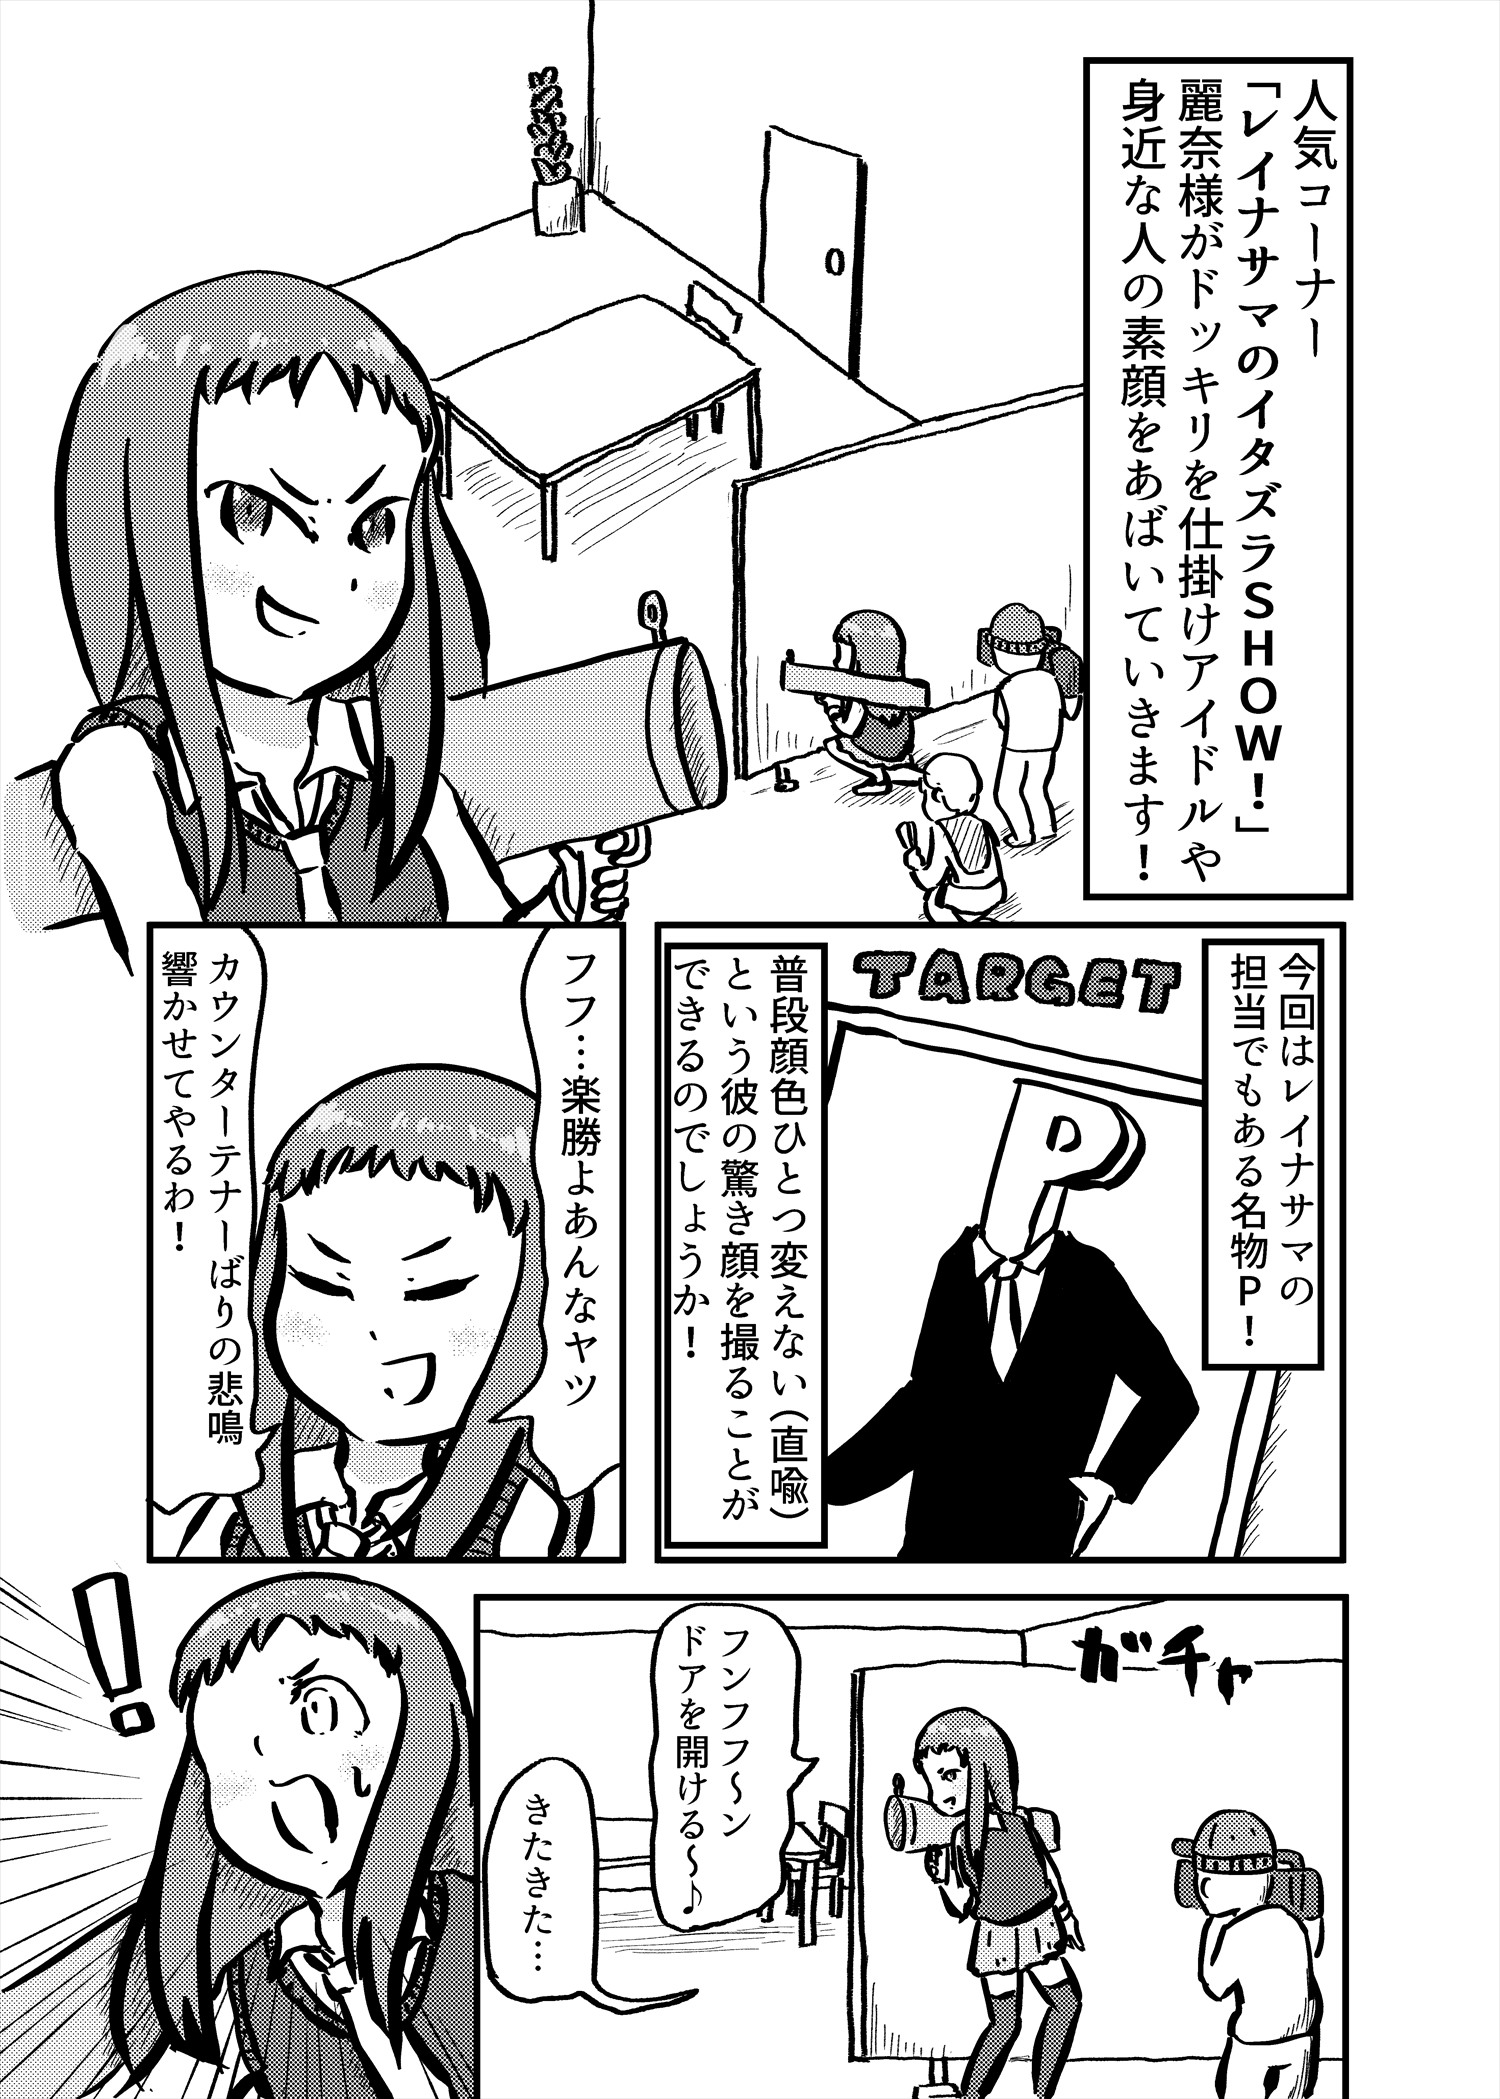 人気コーナー
「レイナサマのイタズラSHOW！」
麗奈様がドッキリを仕掛けアイドルや
身近な人の素顔をあばいていきます！
今回はレイナサマの
担当でもある名物P！
TARGET
P
普段顔色ひとつ変えない（直喩）
という彼の驚き顔を撮ることが
できるのでしょうか！
フフ…楽勝よあんなヤツ
カウンターテナーばりの悲鳴
響かせてやるわ！
ガチャ
フンフフ～ン
ドアを開ける～♪
きたきた…
！